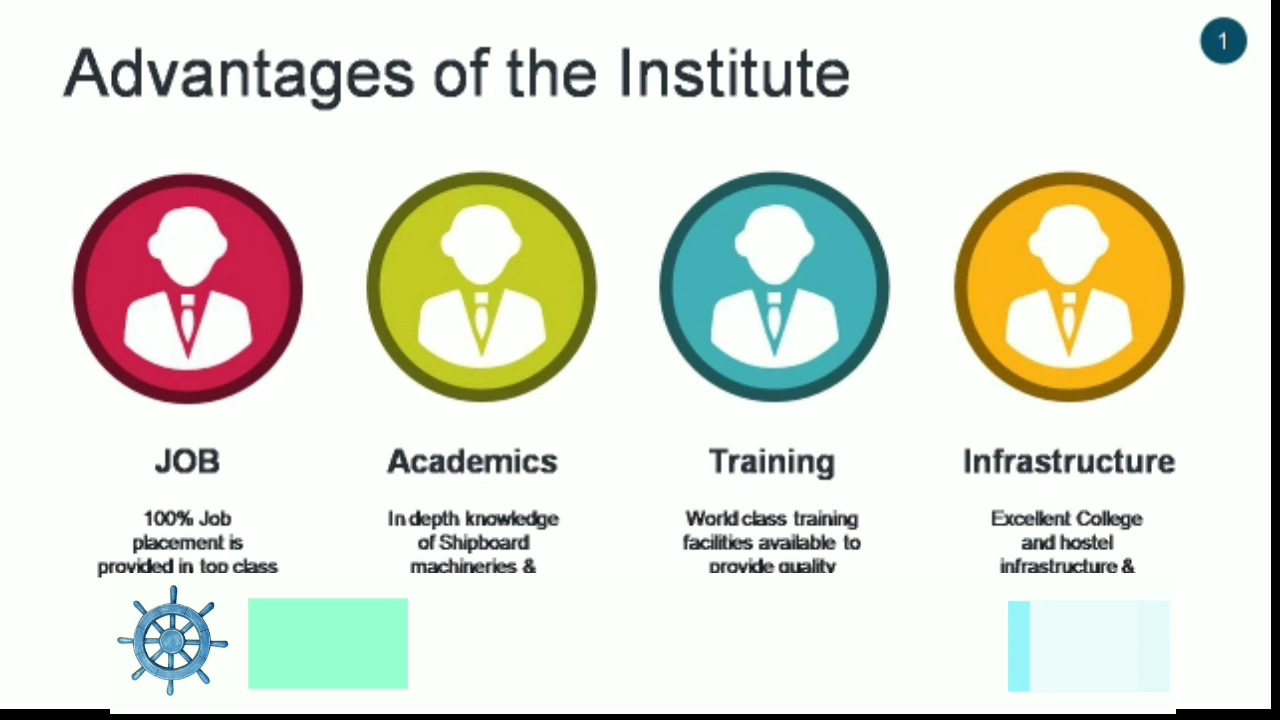 1
Advantages of the Institute
JOB
100% Job
placement is
provided in top class
Academics
In depth knowledge
of Shipboard
machineries &
Training
World class training
facilities available to
provide quality
Infrastructure
Excellent College
and hostel
infrastructure &